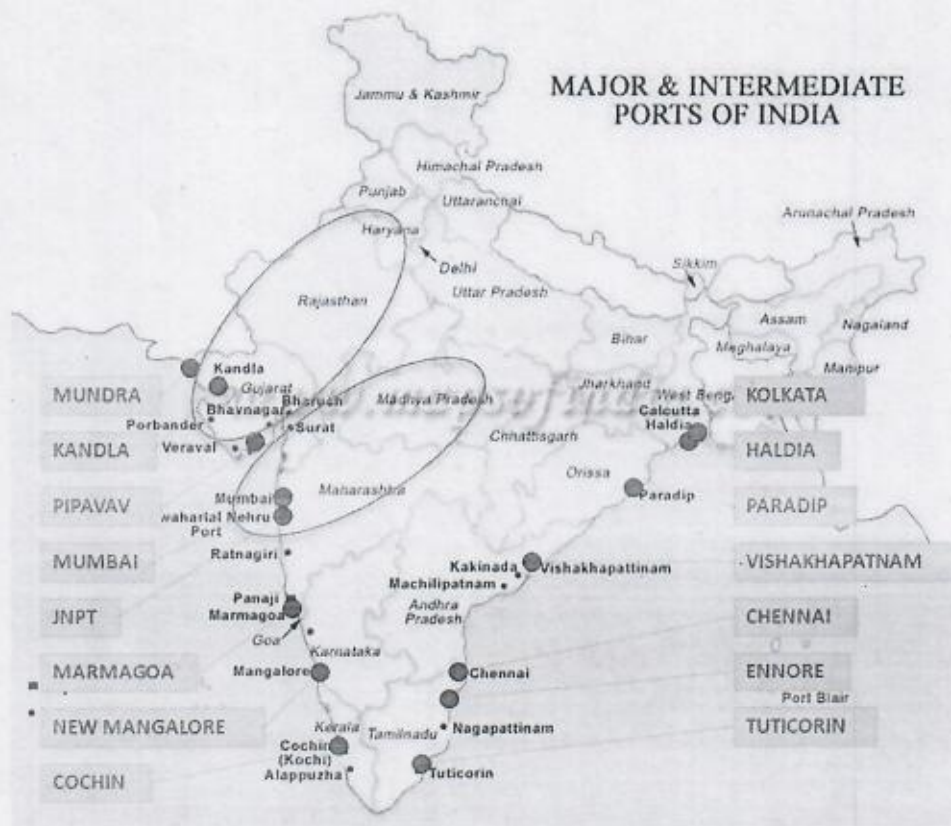 MAJOR & INTERMEDIATE
PORTS OF INDIA
Jammu & Kashmir
Himachal Pradesh
Punjab
Uttaranchal
Haryana
Delhi
Arunachal Pradesh
Sikkim
Rajasthan
Uttar Pradesh
Assam
Nagaland
Bihar
Meghalaya
Manipur
Kandla
Gujarat
Jharkhand
West Beng.
Bhavnagar
Bharuch
Madhya Pradesh
Calcutta
Porbander
Surat
Haldia
Veraval
Chhattisgarh
Orissa
Mumbai
Maharashtra
Paradip
waharlal Nehru
Port
Ratnagiri
Kakinada
Vishakhapattinam
Machilipatnam
Panaji
Marmagoa
Andhra
Pradesh
Goa
Karnataka
Mangalore
Chennai
Port Blair
Kerala
Tamilnadu
Nagapattinam
Cochin
(Kochi)
Alappuzha
Tuticorin
MUNDRA
KANDLA
PIPAVAV
MUMBAI
JNPT
MARMAGOA
NEW MANGALORE
COCHIN
KOLKATA
HALDIA
PARADIP
VISHAKHAPATNAM
CHENNAI
ENNORE
TUTICORIN